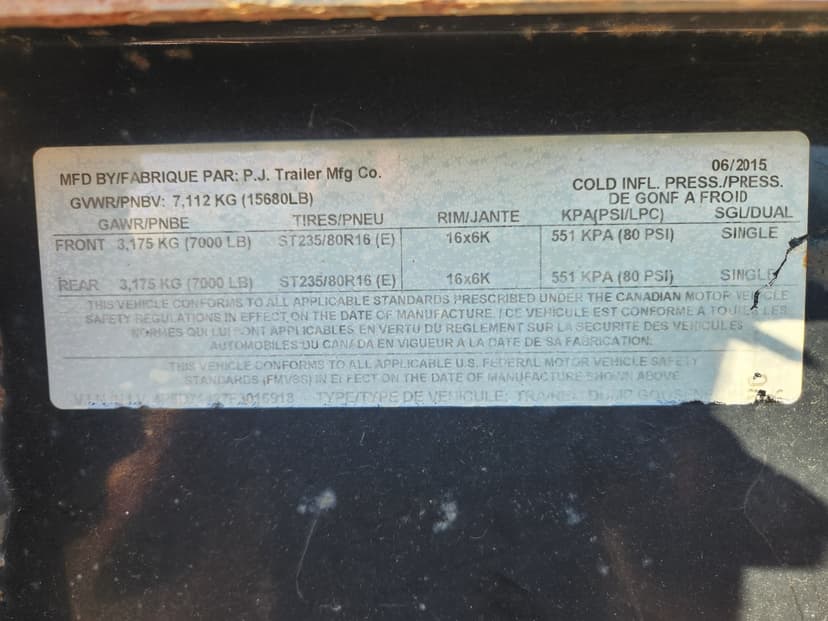 06/2015
MFD BY/FABRIQUE PAR: P.J. Trailer Mfg Co.
COLD INFL. PRESS./PRESS.
GVWR/PNBV: 7,112 KG (15680LB)
DE GONF A FROID
GAWR/PNBE TIRES/PNEU RIM/JANTE KPA(PSI/LPC) SGL/DUAL
FRONT 3,175 KG (7000 LB) ST235/80R16 (E) 16x6K 551 KPA (80 PSI) SINGLE
REAR 3,175 KG (7000 LB) ST235/80R16 (E) 16x6K 551 KPA (80 PSI) SINGLE
THIS VEHICLE CONFORMS TO ALL APPLICABLE STANDARDS PRESCRIBED UNDER THE CANADIAN MOTOR VEHICLE
SAFETY REGULATIONS IN EFFECT ON THE DATE OF MANUFACTURE. / CE VEHICULE EST CONFORME A TOUTES LES
NORMES QUI LUI SONT APPLICABLES EN VERTU DU REGLEMENT SUR LA SECURITE DES VEHICULES
AUTOMOBILES DU CANADA EN VIGUEUR A LA DATE DE SA FABRICATION.
THIS VEHICLE CONFORMS TO ALL APPLICABLE U.S. FEDERAL MOTOR VEHICLE SAFETY
STANDARDS (FMVSS) IN EFFECT ON THE DATE OF MANUFACTURE SHOWN ABOVE
TYPE/TYPE DE VEHICULE: